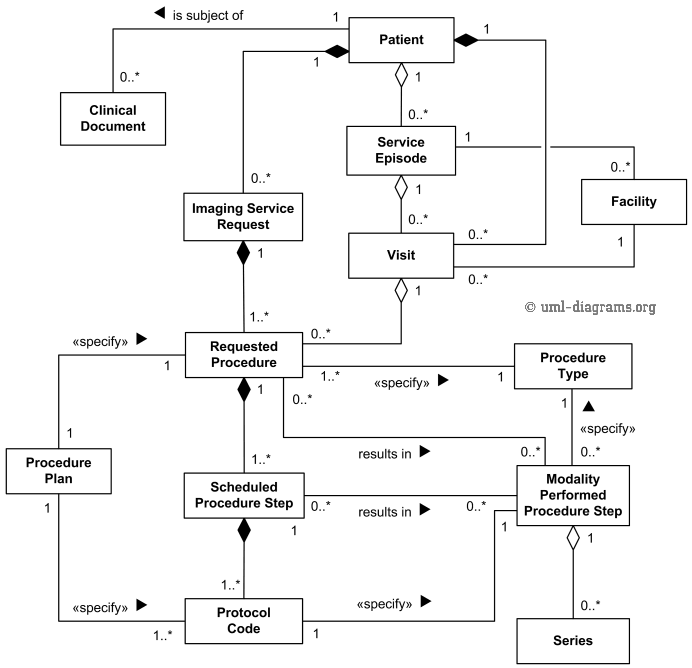 is subject of
1
Patient
1
1
1
0..*
Clinical
Document
0..*
Service
Episode
1
0..*
0..*
Imaging Service
Request
1
0..*
Facility
Visit
0..*
1
1
1
0..*
© uml-diagrams.org
1..*
0..*
«specify»
1
Requested
Procedure
1..*
«specify»
1
Procedure
Type
1
0..*
1
«specify»
1
results in
0..*
0..*
1..*
Procedure
Plan
1
Scheduled
Procedure Step
0..*
results in
0..*
Modality
Performed
Procedure Step
1
1
1
1..*
«specify»
1..*
Protocol
Code
«specify»
1
0..*
Series